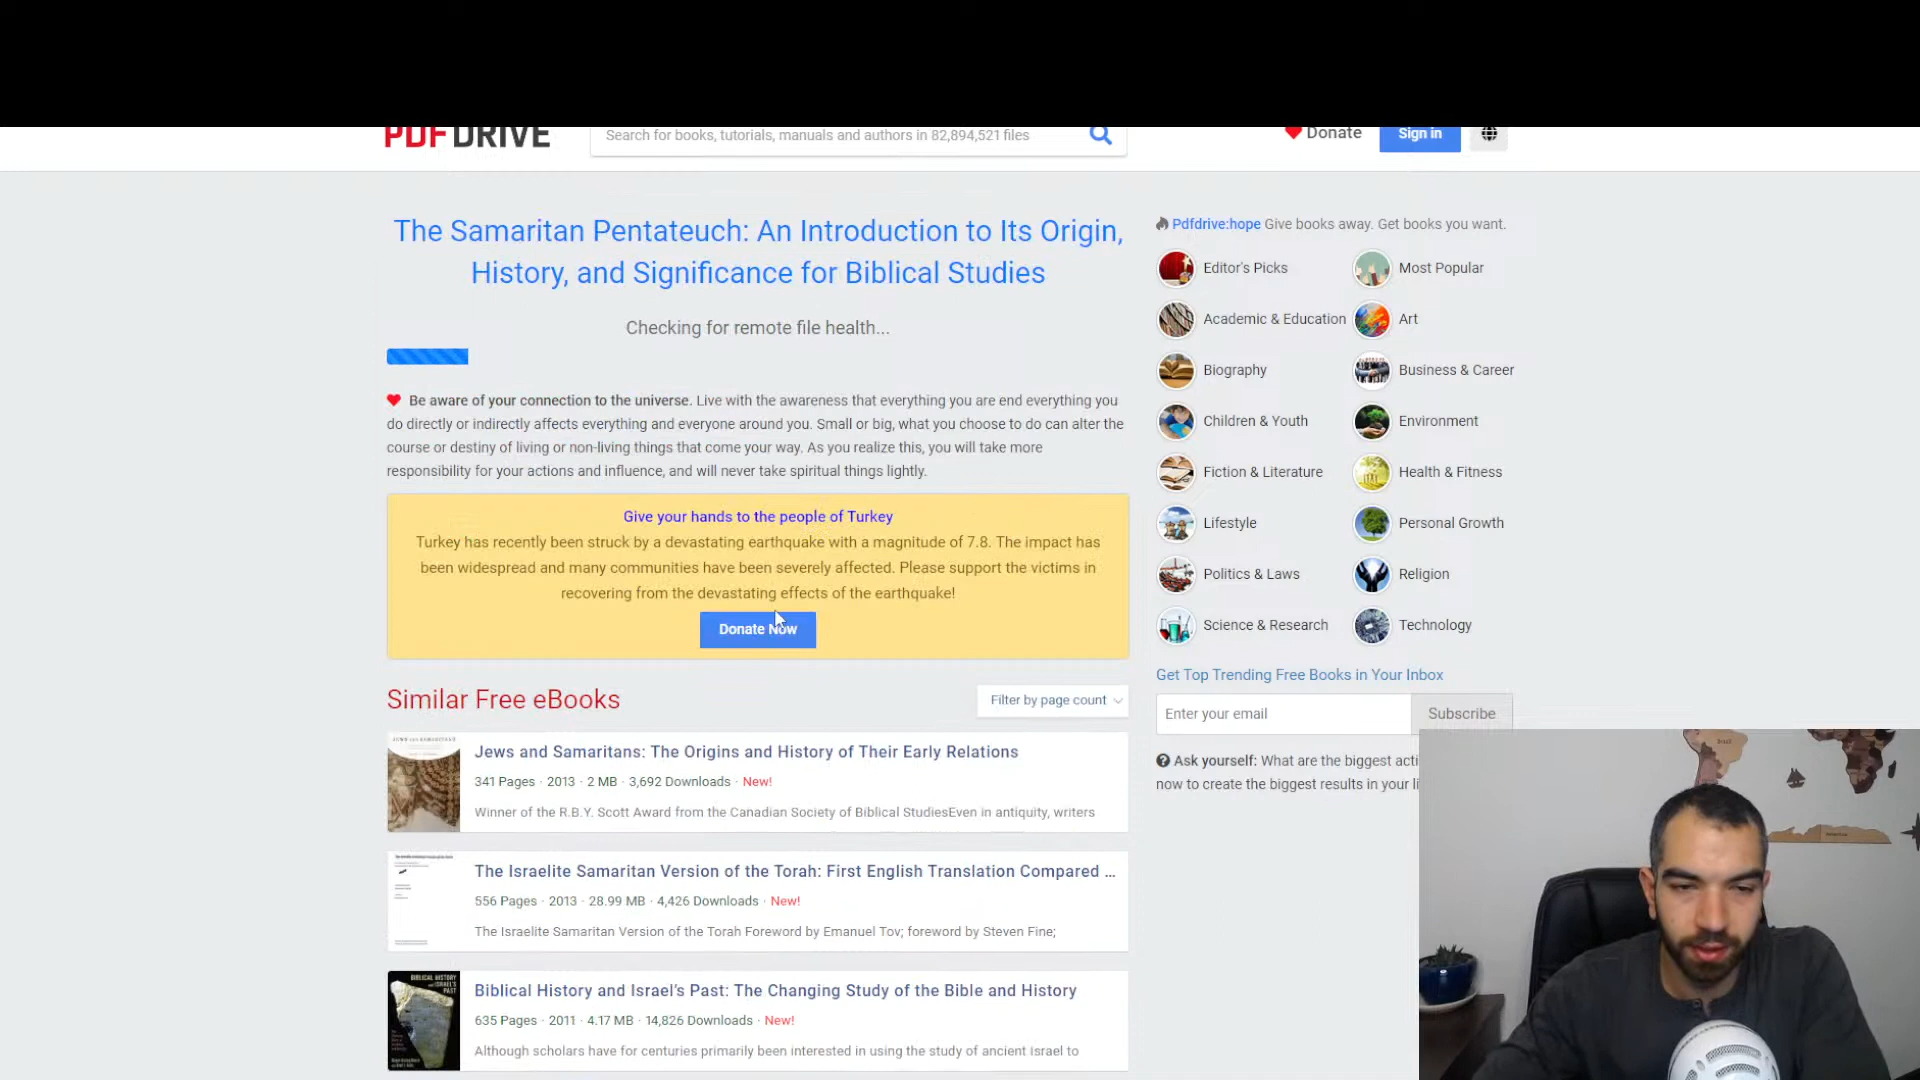 PDF DRIVE
Search for books, tutorials, manuals and authors in 82,894,521 files
Donate
Sign in
The Samaritan Pentateuch: An Introduction to Its Origin,
History, and Significance for Biblical Studies
Checking for remote file health...
Be aware of your connection to the universe. Live with the awareness that everything you are end everything you
do directly or indirectly affects everything and everyone around you. Small or big, what you choose to do can alter the
course or destiny of living or non-living things that come your way. As you realize this, you will take more
responsibility for your actions and influence, and will never take spiritual things lightly.
Give your hands to the people of Turkey
Turkey has recently been struck by a devastating earthquake with a magnitude of 7.8. The impact has
been widespread and many communities have been severely affected. Please support the victims in
recovering from the devastating effects of the earthquake!
Donate Now
Similar Free eBooks
Filter by page count
Jews and Samaritans: The Origins and History of Their Early Relations
341 Pages · 2013 · 2 MB · 3,692 Downloads · New!
Winner of the R.B.Y. Scott Award from the Canadian Society of Biblical StudiesEven in antiquity, writers
The Israelite Samaritan Version of the Torah: First English Translation Compared ...
556 Pages · 2013 · 28.99 MB · 4,426 Downloads · New!
The Israelite Samaritan Version of the Torah Foreword by Emanuel Tov; foreword by Steven Fine;
BIBLICAL HISTORY
AND ISRAEL'S PAST
Biblical History and Israel's Past: The Changing Study of the Bible and History
635 Pages · 2011 · 4.17 MB · 14,826 Downloads · New!
Although scholars have for centuries primarily been interested in using the study of ancient Israel to
Pdfdrive:hope Give books away. Get books you want.
Editor's Picks
Most Popular
Academic & Education
Art
Biography
Business & Career
Children & Youth
Environment
Fiction & Literature
Health & Fitness
Lifestyle
Personal Growth
Politics & Laws
Religion
Science & Research
Technology
Get Top Trending Free Books in Your Inbox
Enter your email
Subscribe
Ask yourself: What are the biggest acti
now to create the biggest results in your li